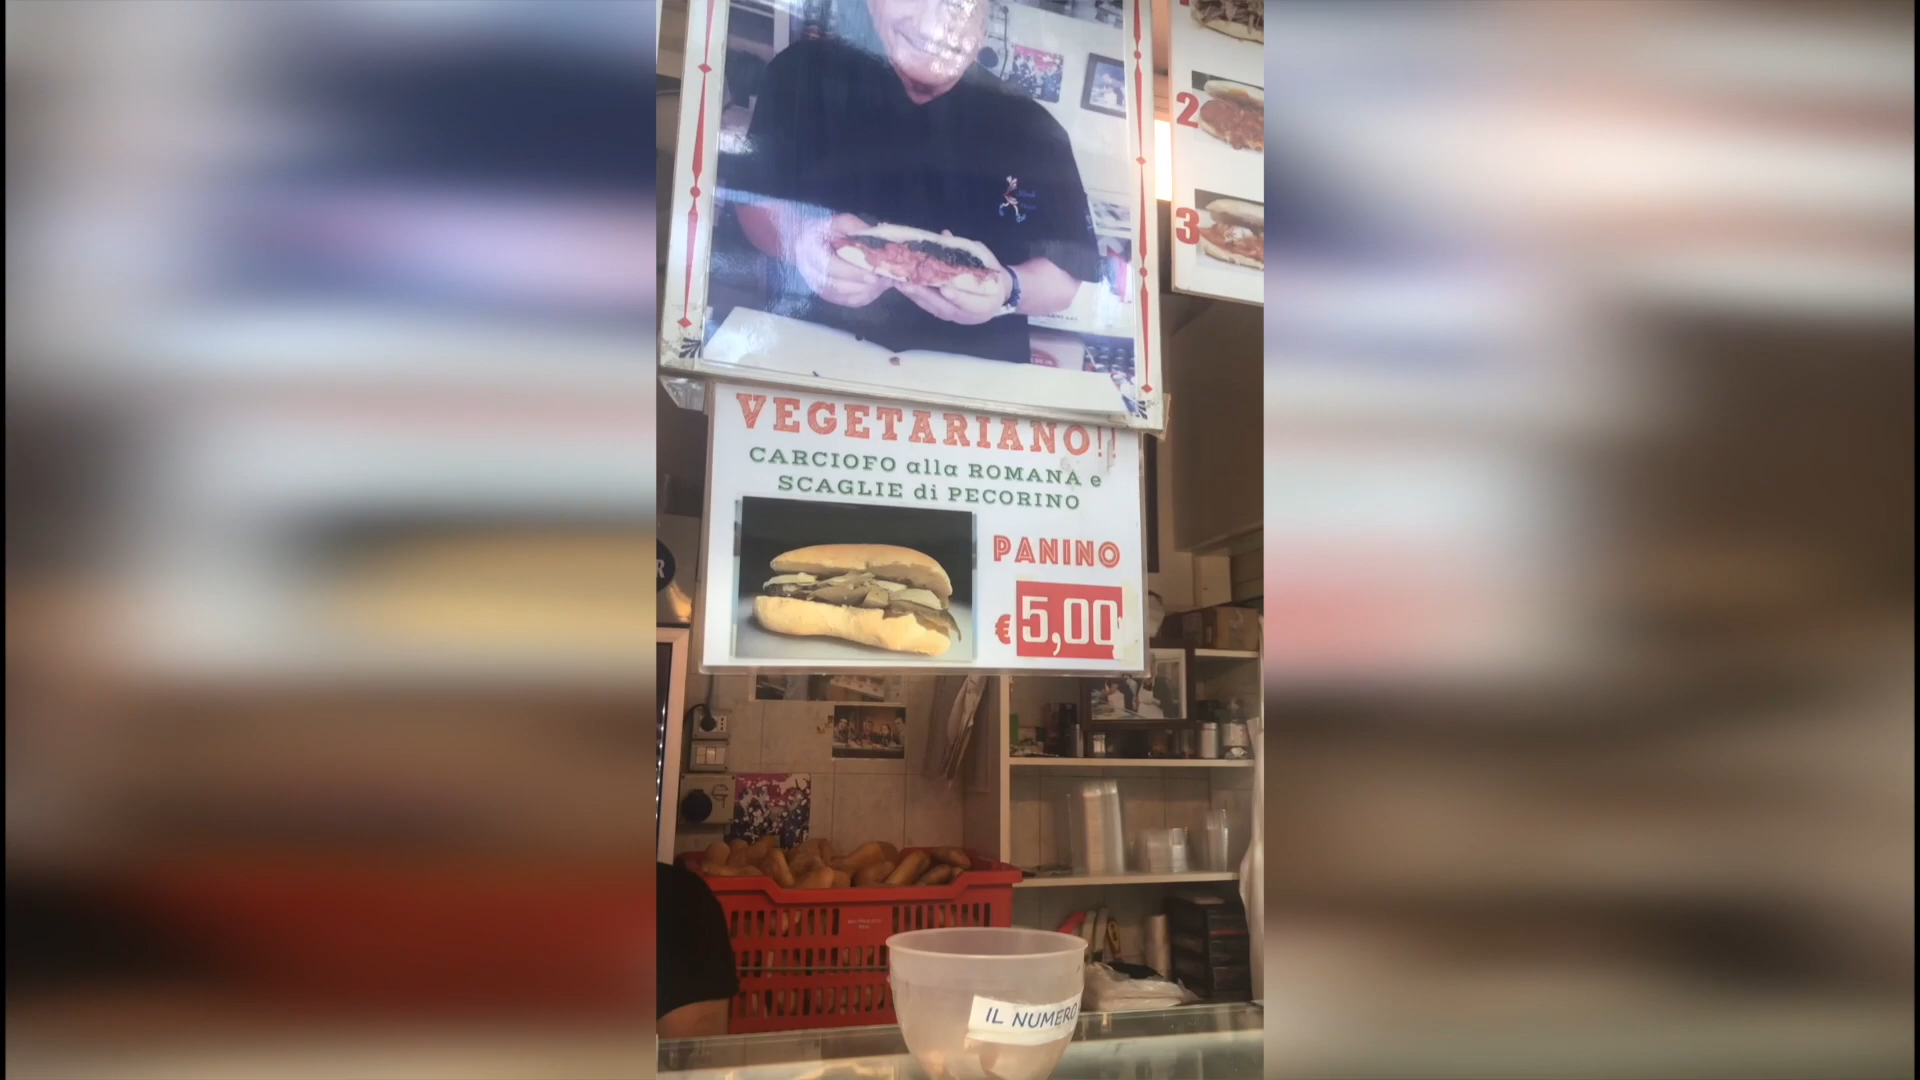 2
3
VEGETARIANO!!
CARCIOFO alla ROMANA e
SCAGLIE di PECORINO
PANINO
€ 5,00
R
IL NUMERO